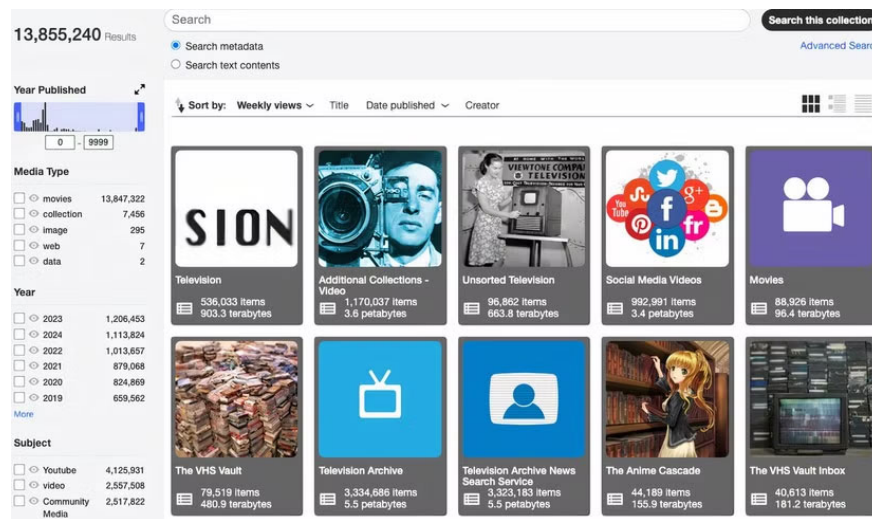 13,855,240 Results
Search
Search this collection
Search metadata
Search text contents
Advanced Sear
Year Published
0 - 9999
Media Type
movies 13,847,322
collection 7,456
image 295
web 7
data 2
Year
2023 1,206,453
2024 1,113,824
2022 1,013,657
2021 879,068
2020 824,869
2019 659,562
More
Subject
Youtube 4,125,931
video 2,557,508
Community 2,517,822
Media
Sort by: Weekly views Title Date published Creator
SION
Television
536,033 items
903.3 terabytes
Additional Collections -
Video
1,170,037 items
3.6 petabytes
VIEWTONE COMPA
TELEVISION
Unsorted Television
96,862 items
663.8 terabytes
You
Tube
g+
f
in
fr
Social Media Videos
992,991 items
3.4 petabytes
Movies
88,926 items
96.4 terabytes
The VHS Vault
79,519 items
480.9 terabytes
Television Archive
3,334,686 items
5.5 petabytes
Television Archive News
Search Service
3,323,183 items
5.5 petabytes
The Anime Cascade
44,189 items
155.9 terabytes
The VHS Vault Inbox
40,613 items
181.2 terabytes